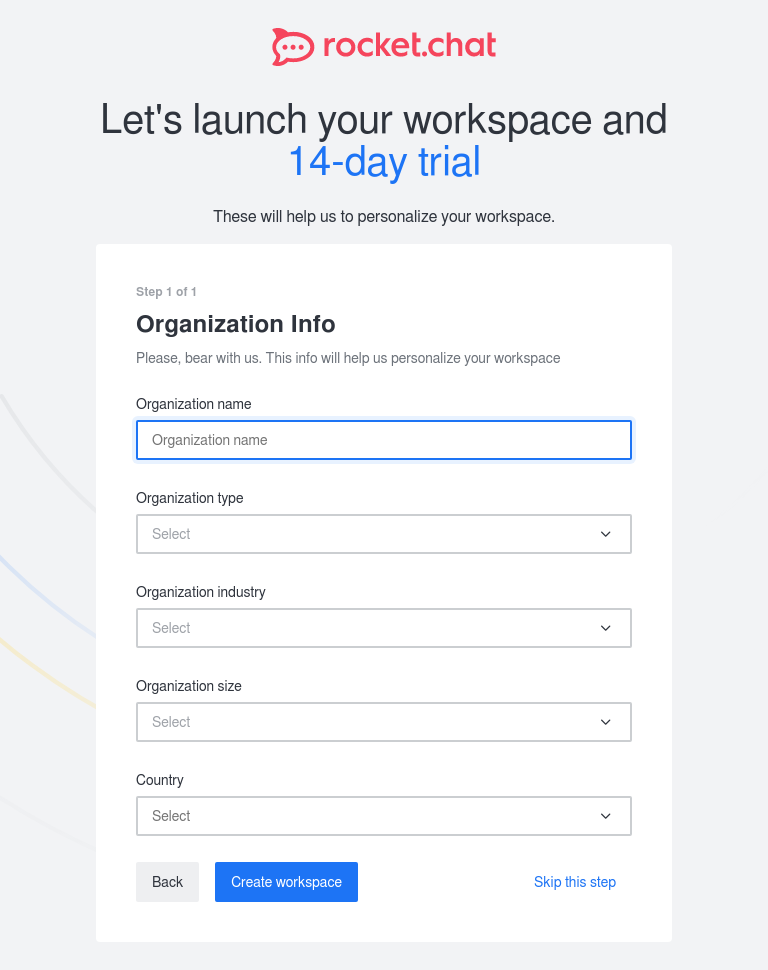 rocket.chat
Let's launch your workspace and
14-day trial
These will help us to personalize your workspace.
Step 1 of 1
Organization Info
Please, bear with us. This info will help us personalize your workspace
Organization name
Organization name
Organization type
Select
Organization industry
Select
Organization size
Select
Country
Select
Back
Create workspace
Skip this step